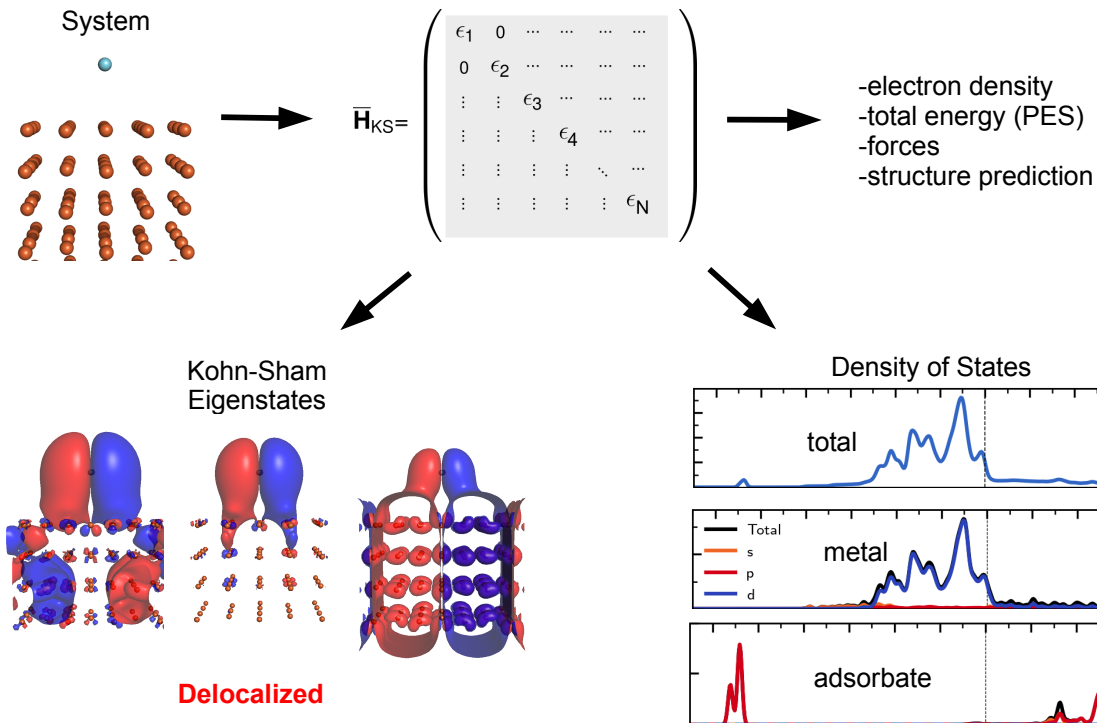 System
H̅KS=
ϵ1 0 ... ... ... ...
0 ϵ2 ... ... ... ...
⋮ ⋮ ϵ3 ... ... ...
⋮ ⋮ ⋮ ϵ4 ... ...
⋮ ⋮ ⋮ ⋮ ⋱ ...
⋮ ⋮ ⋮ ⋮ ⋮ ϵN
-electron density
-total energy (PES)
-forces
-structure prediction
Kohn-Sham
Eigenstates
Delocalized
Density of States
total
Total
s
p
d
metal
adsorbate